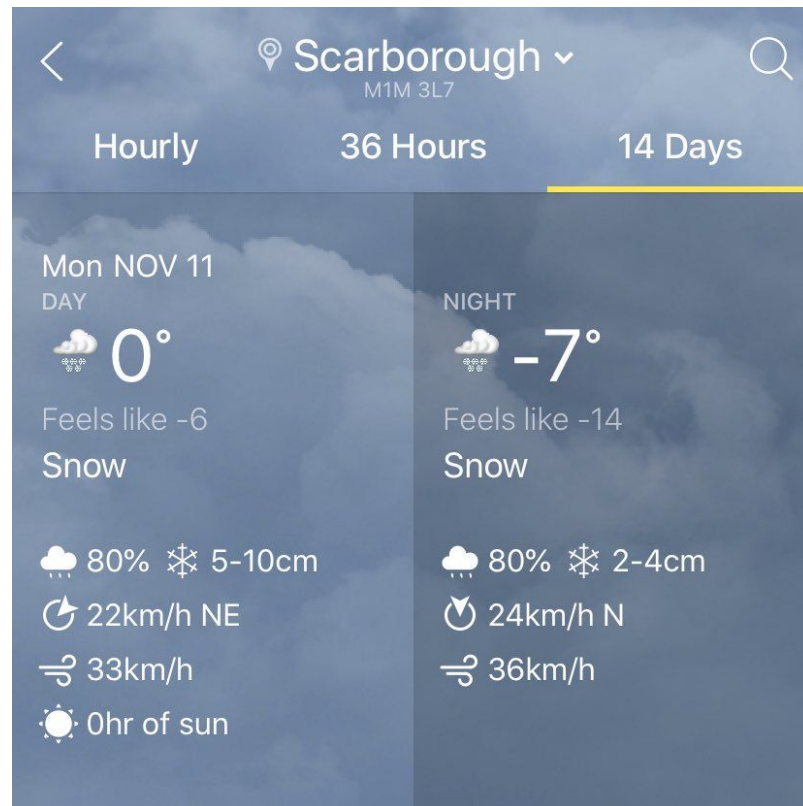 Scarborough
M1M 3L7
Hourly 36 Hours 14 Days
Mon NOV 11
DAY
0°
Feels like -6
Snow
80% 5-10cm
22km/h NE
33km/h
0hr of sun
NIGHT
-7°
Feels like -14
Snow
80% 2-4cm
24km/h N
36km/h